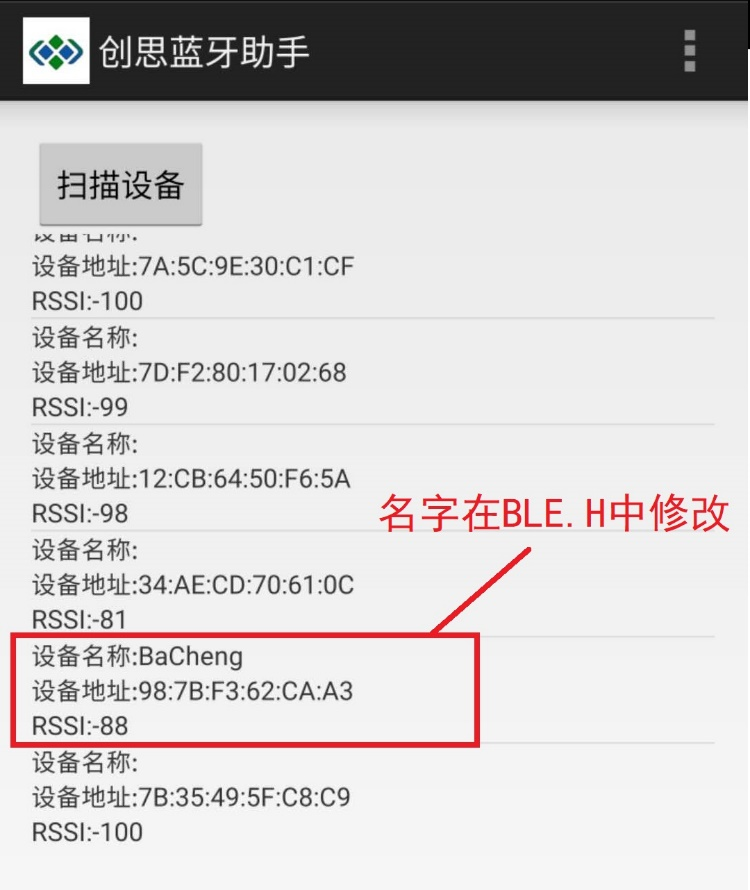 创思蓝牙助手
扫描设备
设备名称:
设备地址:7A:5C:9E:30:C1:CF
RSSI:-100
设备名称:
设备地址:7D:F2:80:17:02:68
RSSI:-99
设备名称:
设备地址:12:CB:64:50:F6:5A
RSSI:-98
名字在BLE.H中修改
设备名称:
设备地址:34:AE:CD:70:61:0C
RSSI:-81
设备名称:BaCheng
设备地址:98:7B:F3:62:CA:A3
RSSI:-88
设备名称:
设备地址:7B:35:49:5F:C8:C9
RSSI:-100